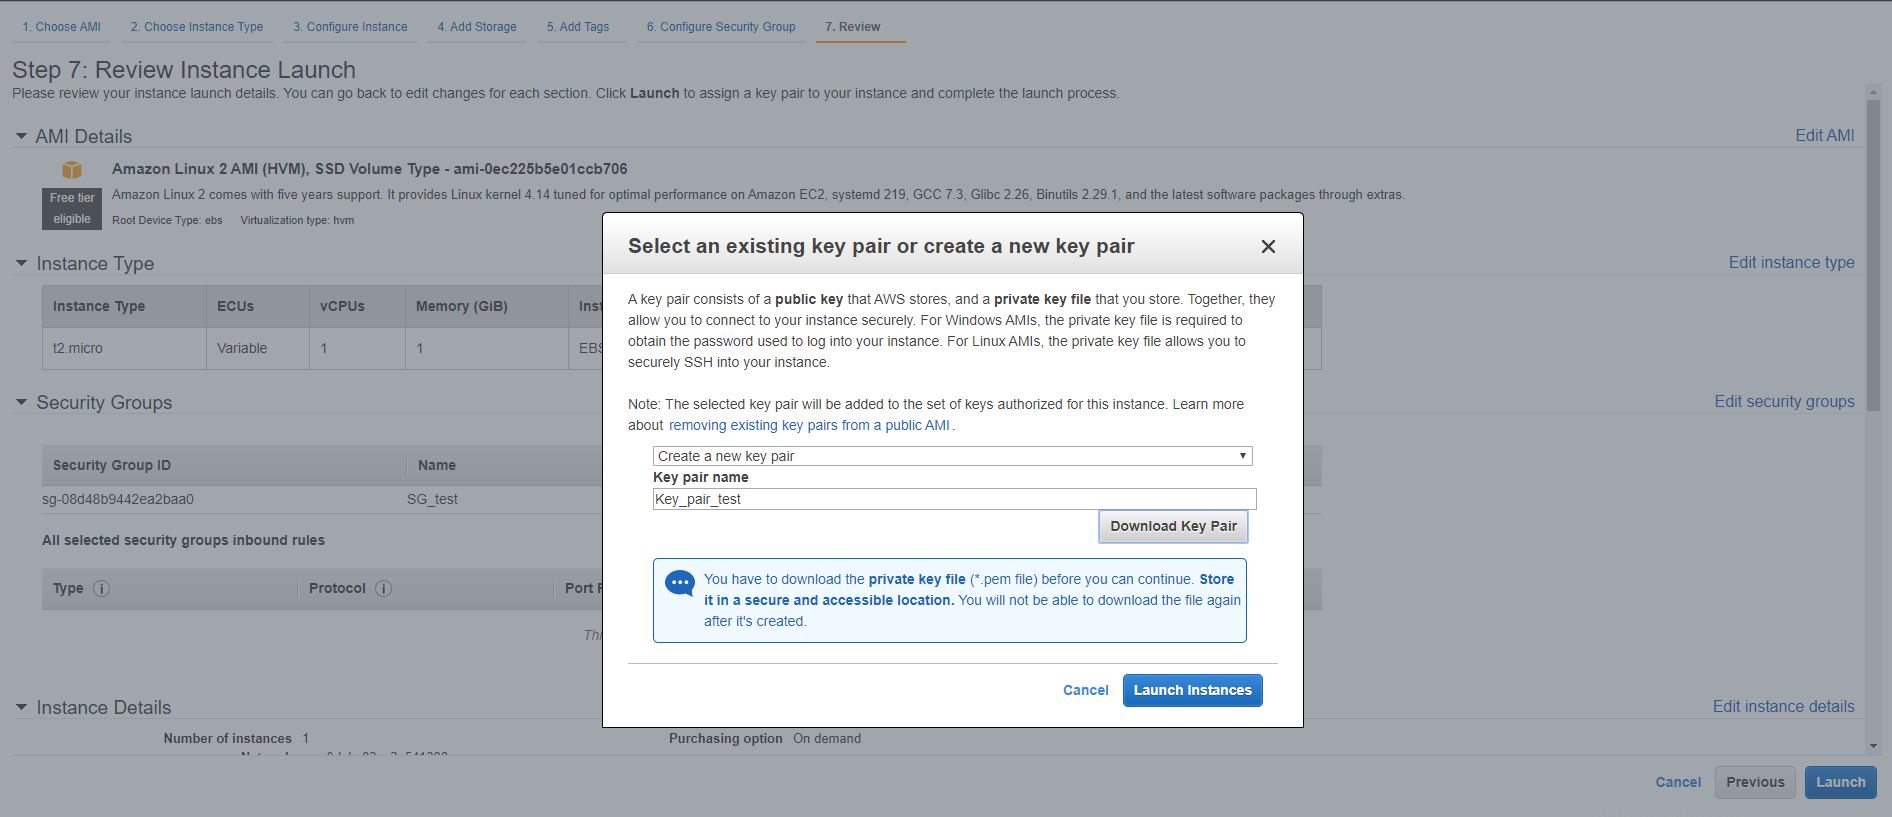 1. Choose AMI 2. Choose Instance Type 3. Configure Instance 4. Add Storage 5. Add Tags 6. Configure Security Group 7. Review
Step 7: Review Instance Launch
Please review your instance launch details. You can go back to edit changes for each section. Click Launch to assign a key pair to your instance and complete the launch process.
AMI Details Edit AMI
Amazon Linux 2 AMI (HVM), SSD Volume Type - ami-0ec225b5e01ccb706
Free tier eligible
Amazon Linux 2 comes with five years support. It provides Linux kernel 4.14 tuned for optimal performance on Amazon EC2, systemd 219, GCC 7.3, Glibc 2.26, Binutils 2.29.1, and the latest software packages through extras.
Root Device Type: ebs Virtualization type: hvm
Instance Type Edit instance type
Instance Type ECUs vCPUs Memory (GiB)
t2.micro Variable 1 1
Security Groups Edit security groups
Security Group ID Name
sg-08d48b9442ea2baa0 SG_test
All selected security groups inbound rules
Type Protocol Port
Instance Details Edit instance details
Number of instances 1 Purchasing option On demand
Cancel Previous Launch
Select an existing key pair or create a new key pair
A key pair consists of a public key that AWS stores, and a private key file that you store. Together, they
allow you to connect to your instance securely. For Windows AMIs, the private key file is required to
obtain the password used to log into your instance. For Linux AMIs, the private key file allows you to
securely SSH into your instance.
Note: The selected key pair will be added to the set of keys authorized for this instance. Learn more
about removing existing key pairs from a public AMI .
Create a new key pair
Key pair name
Key_pair_test
Download Key Pair
You have to download the private key file (*.pem file) before you can continue. Store
it in a secure and accessible location. You will not be able to download the file again
after it's created.
Cancel Launch Instances